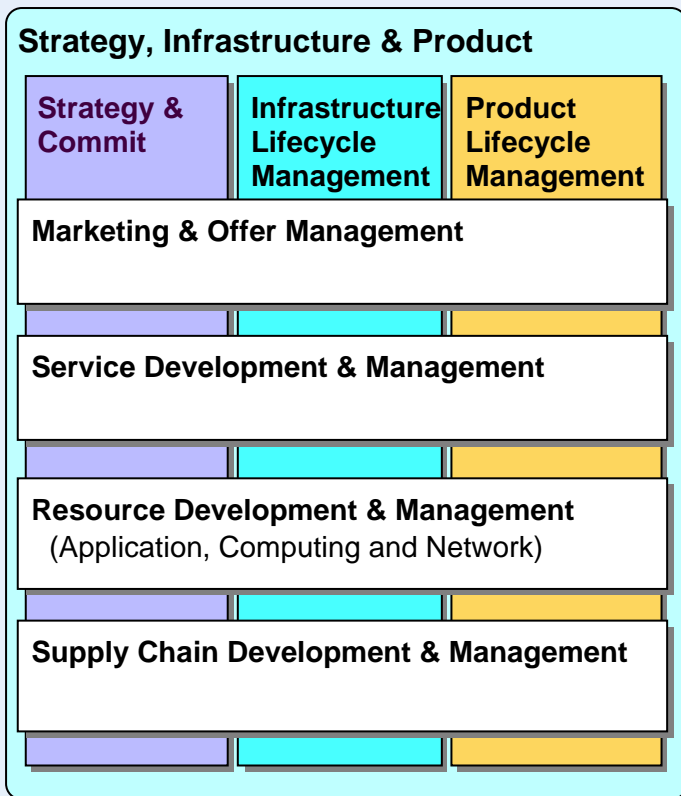 Strategy, Infrastructure & Product
Strategy &
Commit
Infrastructure
Lifecycle
Management
Product
Lifecycle
Management
Marketing & Offer Management
Service Development & Management
Resource Development & Management
(Application, Computing and Network)
Supply Chain Development & Management